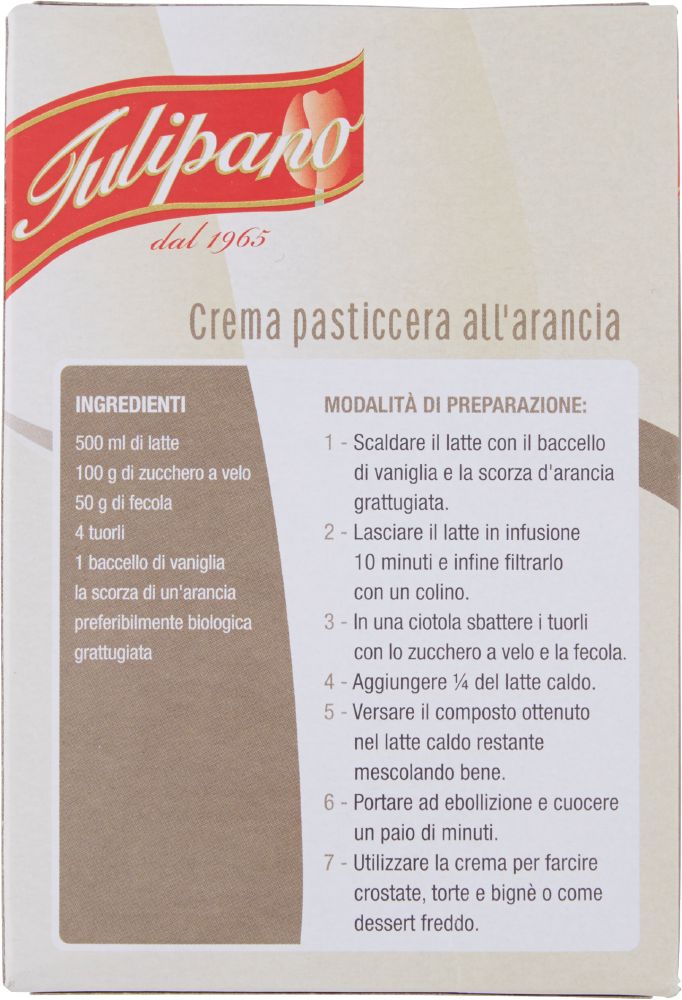 Tulipano
dal 1965
Crema pasticcera all'arancia
INGREDIENTI
500 ml di latte
100 g di zucchero a velo
50 g di fecola
4 tuorli
1 baccello di vaniglia
la scorza di un'arancia
preferibilmente biologica
grattugiata
MODALITÀ DI PREPARAZIONE:
1 - Scaldare il latte con il baccello
di vaniglia e la scorza d'arancia
grattugiata.
2 - Lasciare il latte in infusione
10 minuti e infine filtrarlo
con un colino.
3 - In una ciotola sbattere i tuorli
con lo zucchero a velo e la fecola.
4 - Aggiungere ¼ del latte caldo.
5 - Versare il composto ottenuto
nel latte caldo restante
mescolando bene.
6 - Portare ad ebollizione e cuocere
un paio di minuti.
7 - Utilizzare la crema per farcire
crostate, torte e bignè o come
dessert freddo.